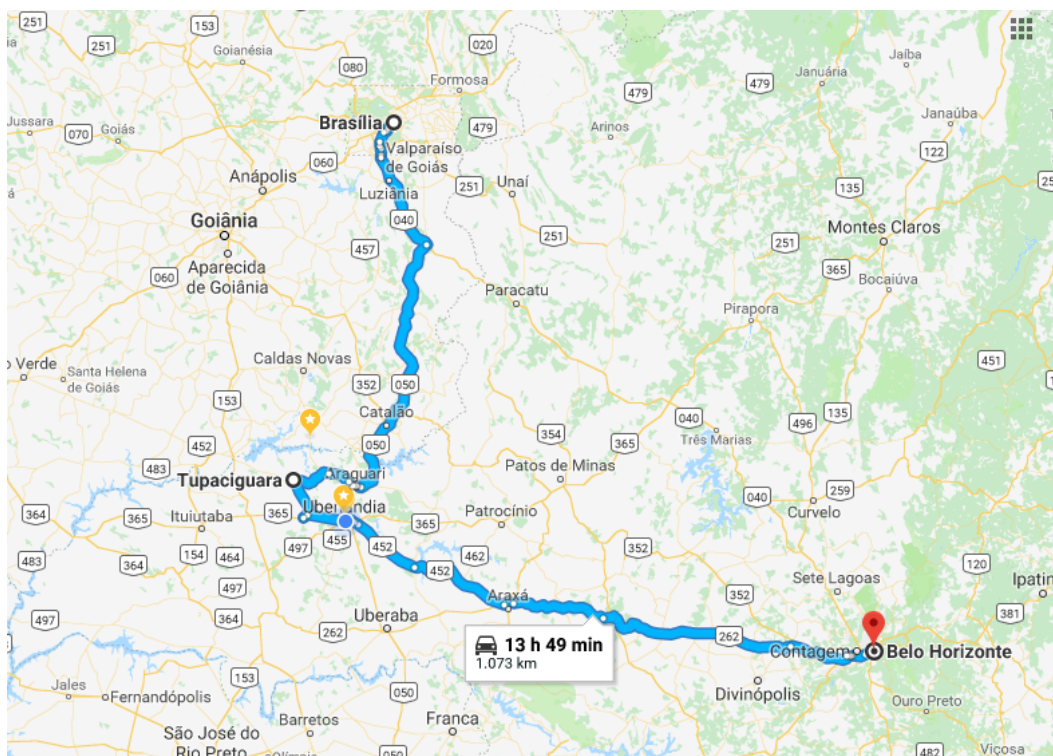 251
153
020
251
Goianésia
080
Formosa
479
479
Januária
Jaíba
Jussara
070
Goiás
Brasília
479
Arinos
Janaúba
060
Valparaíso
de Goiás
122
Anápolis
Luziânia
251
Unaí
135
Goiânia
040
457
251
251
Montes Claros
Aparecida
de Goiânia
060
365
Bocaiúva
Paracatu
Pirapora
Caldas Novas
451
Verde
Santa Helena
de Goiás
352
050
153
Catalão
040
496
135
452
050
354
365
Três Marias
483
Araguari
Patos de Minas
Tupaciguara
040
259
364
Ituiutaba
365
Uberlândia
365
Patrocínio
Curvelo
455
483
154
464
497
452
462
352
364
452
Sete Lagoas
120
497
497
Araxá
352
Ipatin
364
Uberaba
381
262
13 h 49 min
1.073 km
262
Contagem
Belo Horizonte
Jales
Fernandópolis
153
050
Divinópolis
Ouro Preto
São José do
Rio Preto
Barretos
Franca
Olímpia
050
482
Viçosa